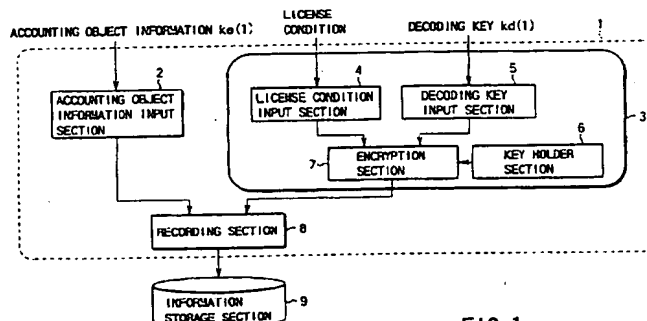 ACCOUNTING OBJECT INFORMATION ke(1)
LICENSE
CONDITION
DECODING KEY kd(1)
1
2
ACCOUNTING OBJECT
INFORMATION INPUT
SECTION
4
LICENSE CONDITION
INPUT SECTION
5
DECODING KEY
INPUT SECTION
3
7
ENCRYPTION
SECTION
6
KEY HOLDER
SECTION
RECORDING SECTION
8
INFORMATION
STORAGE SECTION
9
FIG.1